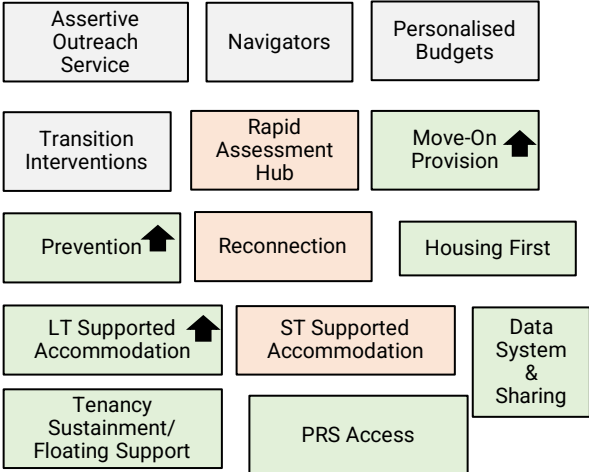 Assertive
Outreach
Service
Navigators
Personalised
Budgets
Transition
Interventions
Rapid
Assessment
Hub
Move-On
Provision
Prevention
Reconnection
Housing First
LT Supported
Accommodation
ST Supported
Accommodation
Data
System
&
Sharing
Tenancy
Sustainment/
Floating Support
PRS Access